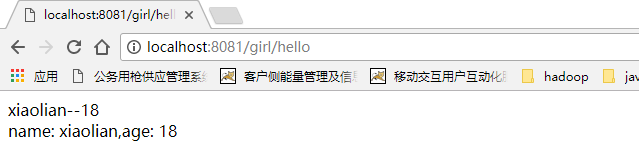 localhost:8081/girl/hell
localhost:8081/girl/hello
应用 公务用枪供应管理系 客户侧能量管理及信 移动交互用户互动化 hadoop jav
xiaolian--18
name: xiaolian,age: 18